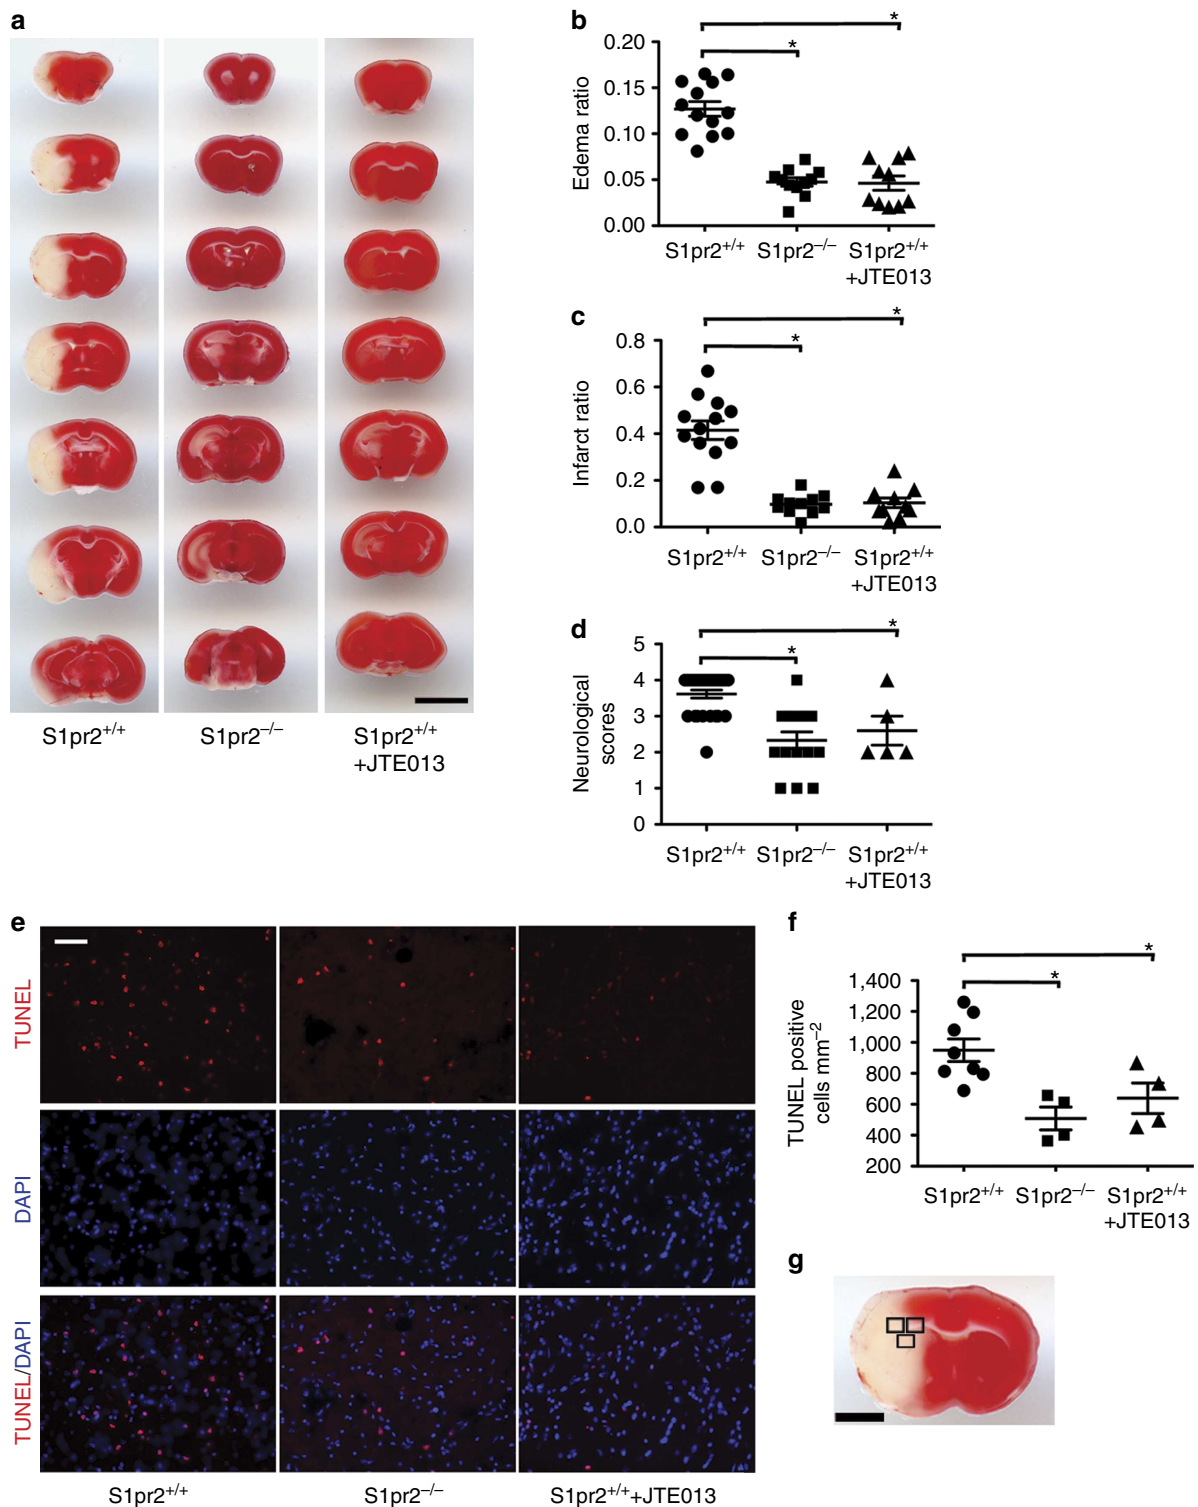 a
S1pr2+/+
S1pr2–/–
S1pr2+/+
+JTE013
b
*
*
0.20
0.15
0.10
0.05
0.00
Edema ratio
S1pr2+/+
S1pr2–/–
S1pr2+/+
+JTE013
c
*
*
0.8
0.6
0.4
0.2
0.0
Infarct ratio
S1pr2+/+
S1pr2–/–
S1pr2+/+
+JTE013
d
*
*
5
4
3
2
1
0
Neurological
scores
S1pr2+/+
S1pr2–/–
S1pr2+/+
+JTE013
e
TUNEL
DAPI
TUNEL/DAPI
S1pr2+/+
S1pr2–/–
S1pr2+/++JTE013
f
*
*
1,400
1,200
1,000
800
600
400
200
TUNEL positive
cells mm–2
S1pr2+/+
S1pr2–/–
S1pr2+/+
+JTE013
g